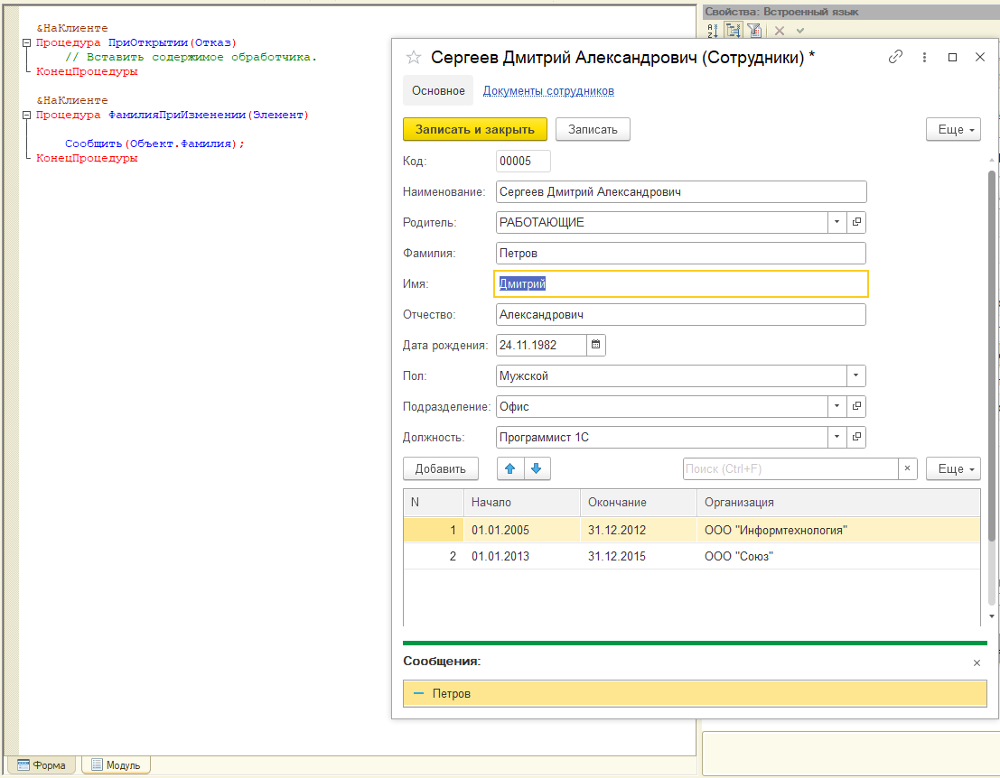 Свойства: Встроенный язык
&НаКлиенте
Процедура ПриОткрытии(Отказ)
// Вставить содержимое обработчика.
КонецПроцедуры
&НаКлиенте
Процедура ФамилияПриИзменении(Элемент)
Сообщить(Объект.Фамилия);
КонецПроцедуры
Форма
Модуль
Сергеев Дмитрий Александрович (Сотрудники) *
Основное Документы сотрудников
Записать и закрыть Записать Еще
Код: 00005
Наименование: Сергеев Дмитрий Александрович
Родитель: РАБОТАЮЩИЕ
Фамилия: Петров
Имя: Дмитрий
Отчество: Александрович
Дата рождения: 24.11.1982
Пол: Мужской
Подразделение: Офис
Должность: Программист 1С
Добавить Поиск (Ctrl+F) × Еще
N Начало Окончание Организация
1 01.01.2005 31.12.2012 ООО "Информтехнология"
2 01.01.2013 31.12.2015 ООО "Союз"
Сообщения:
Петров